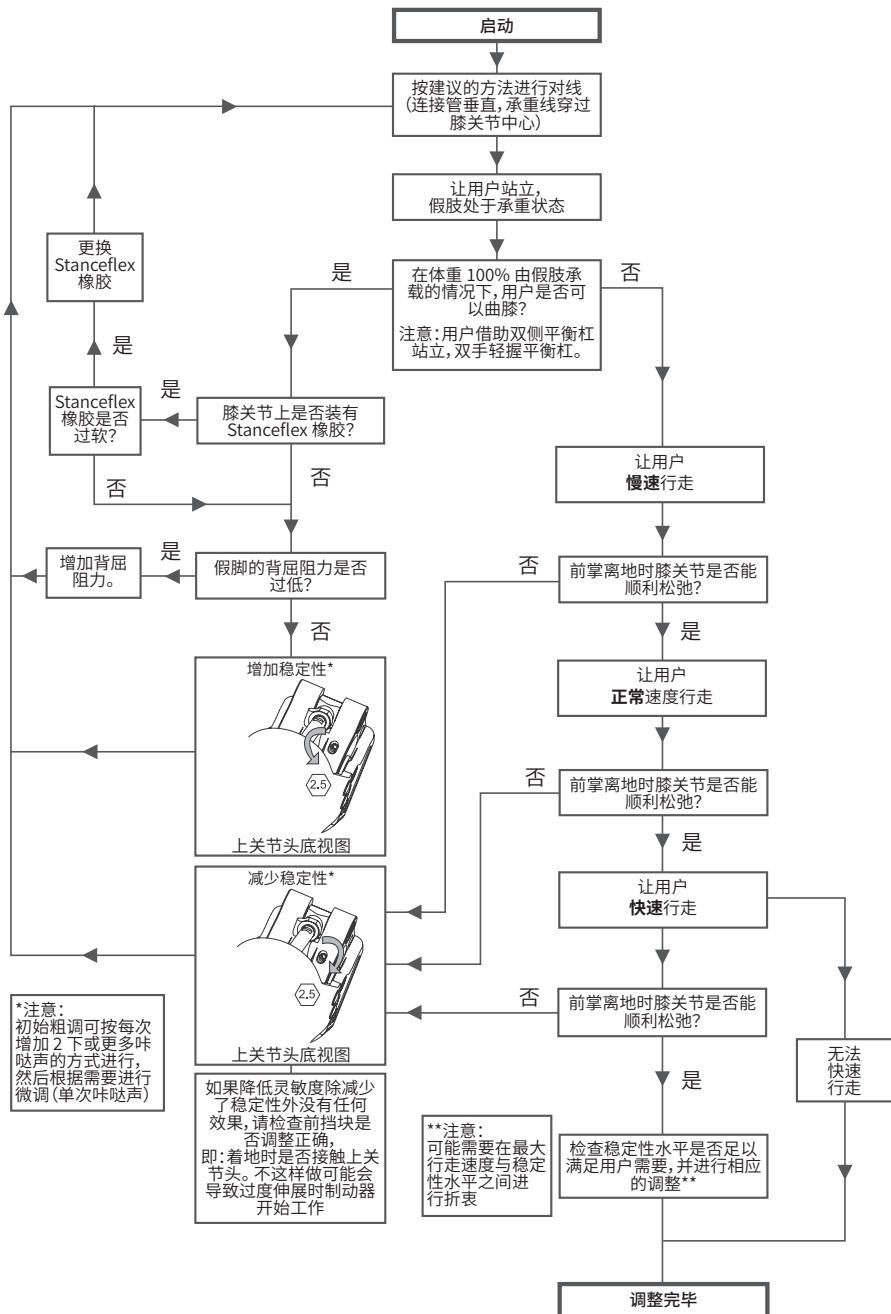 启动
按建议的方法进行对线
（连接管垂直，承重线穿过
膝关节中心）
让用户站立，
假肢处于承重状态
在体重 100% 由假肢承
载的情况下，用户是否可
以曲膝？
注意：用户借助双侧平衡杠
站立，双手轻握平衡杠。
是
否
更换
Stanceflex
橡胶
是
Stanceflex
橡胶是否
过软？
是
膝关节上是否装有
Stanceflex 橡胶？
否
否
增加背屈
阻力。
是
假脚的背屈阻力是否
过低？
否
增加稳定性*
2.5
上关节头底视图
减少稳定性*
2.5
上关节头底视图
如果降低灵敏度除减少
了稳定性外没有任何
效果，请检查前挡块是
否调整正确，
即：着地时是否接触上关
节头。不这样做可能会
导致过度伸展时制动器
开始工作
*注意：
初始粗调可按每次
增加 2 下或更多咔
哒声的方式进行，
然后根据需要进行
微调（单次咔哒声）
让用户
慢速行走
否
前掌离地时膝关节是否能
顺利松弛？
是
让用户
正常速度行走
否
前掌离地时膝关节是否能
顺利松弛？
是
让用户
快速行走
否
前掌离地时膝关节是否能
顺利松弛？
是
无法
快速
行走
**注意：
可能需要在最大
行走速度与稳定
性水平之间进
行折衷
检查稳定性水平是否足以
满足用户需要，并进行相应
的调整**
调整完毕